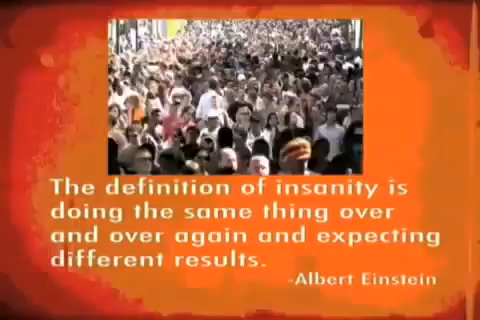 The definition of insanity is
doing the same thing over
and over again and expecting
different results.
-Albert Einstein